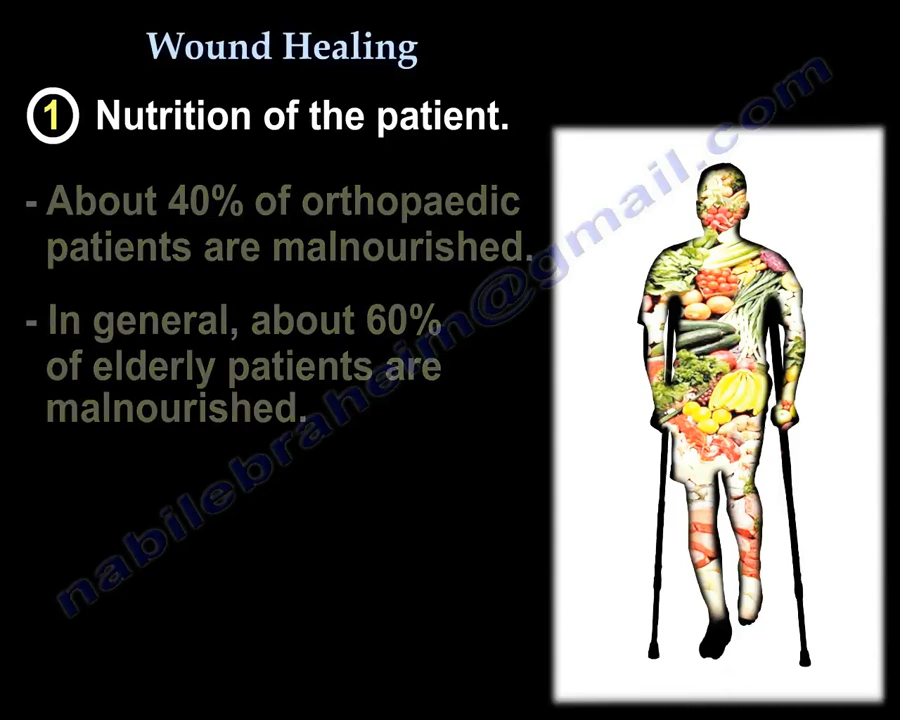 Wound Healing
1 Nutrition of the patient.
- About 40% of orthopaedic
patients are malnourished.
- In general, about 60%
of elderly patients are
malnourished.
nabilebraheim@gmail.com